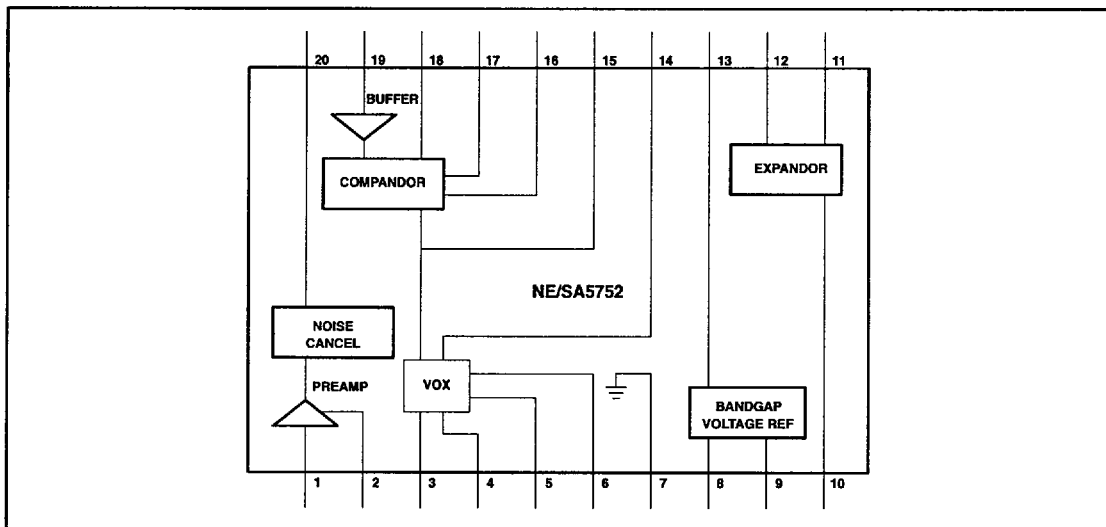 20 19 18 17 16 15 14 13 12 11
BUFFER
COMPANDOR
EXPANDOR
NE/SA5752
NOISE
CANCEL
PREAMP
VOX
BANDGAP
VOLTAGE REF
1 2 3 4 5 6 7 8 9 10